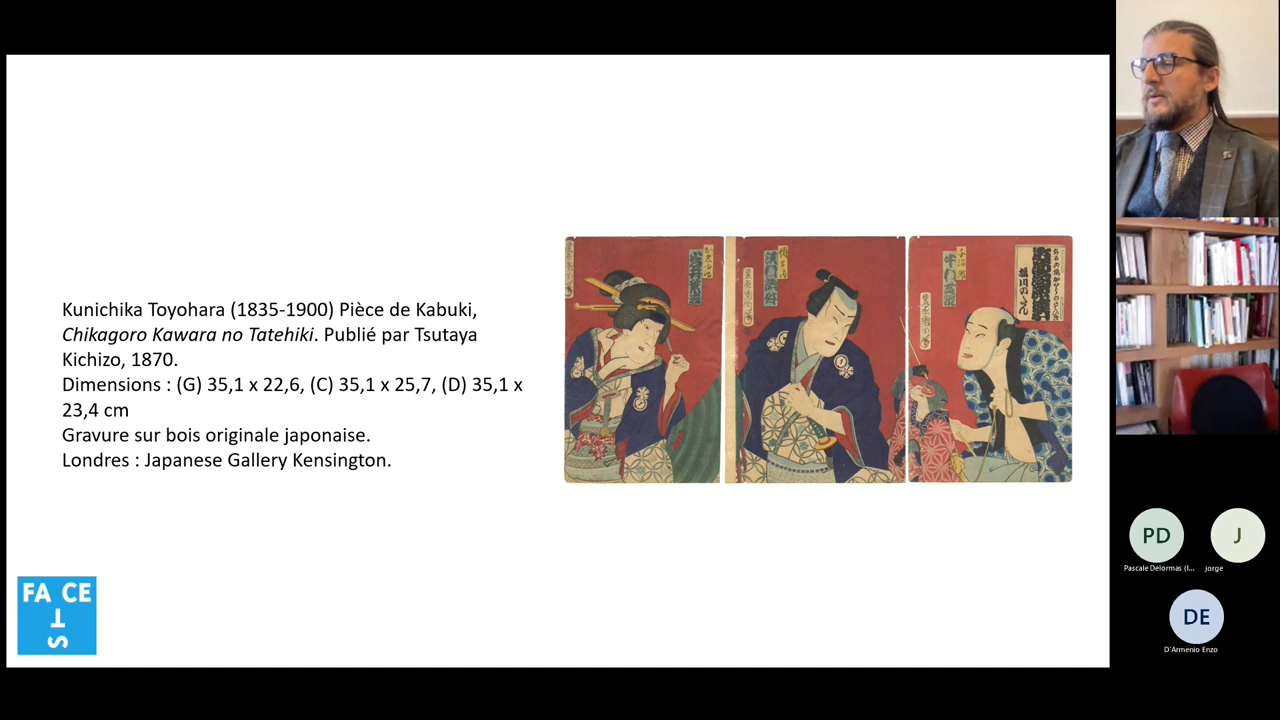 Kunichika Toyohara (1835-1900) Pièce de Kabuki,
Chikagoro Kawara no Tatehiki. Publié par Tsutaya
Kichizo, 1870.
Dimensions : (G) 35,1 x 22,6, (C) 35,1 x 25,7, (D) 35,1 x
23,4 cm
Gravure sur bois originale japonaise.
Londres : Japanese Gallery Kensington.
FA CE
T
S
PD
J
Pascale Delormas (I...
jorge
DE
D'Armenio Enzo